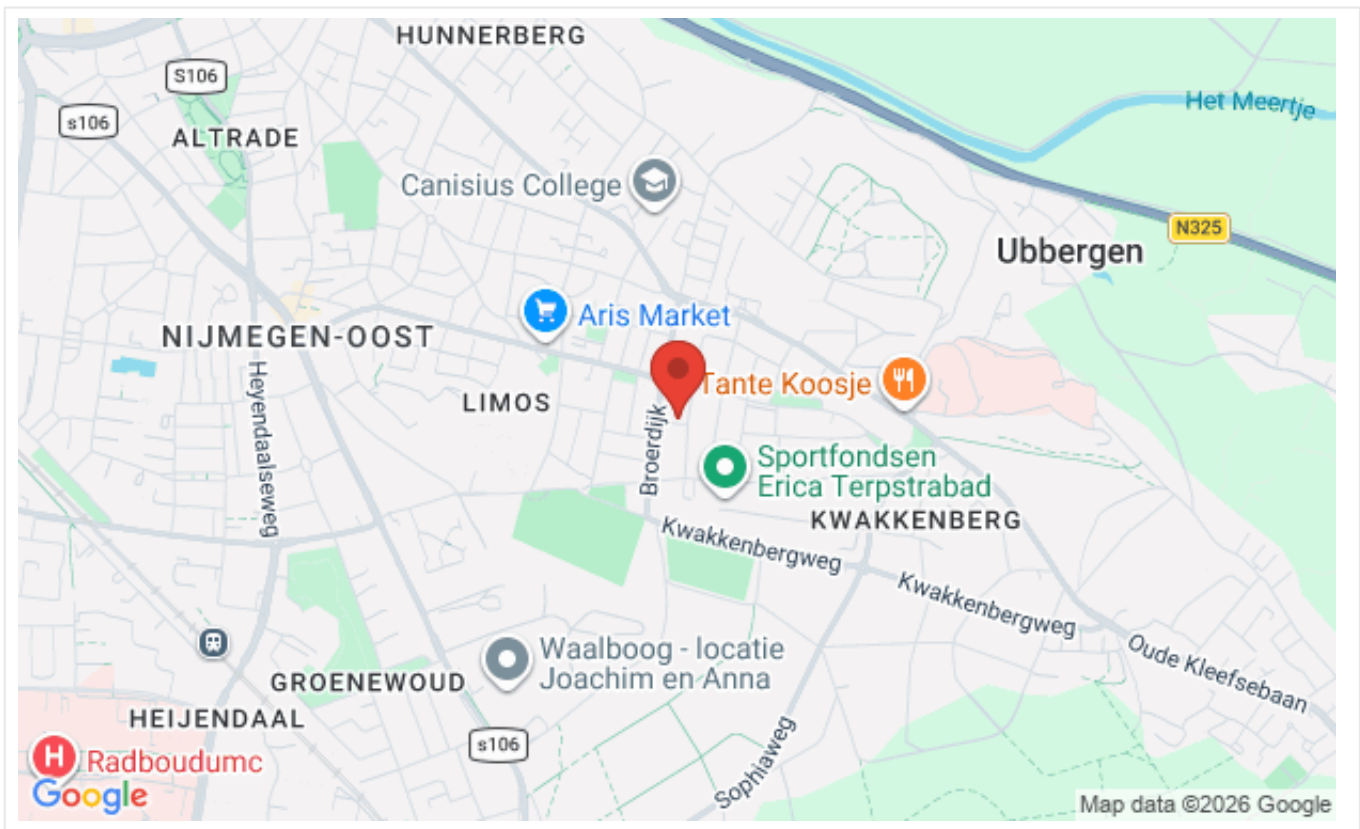 HUNNERBERG
S106
Het Meertje
s106
ALTRADE
Canisius College
N325
Ubbergen
Aris Market
NIJMEGEN-OOST
Heyendaalseweg
Tante Koosje
LIMOS
Broerdijk
Sportfondsen
Erica Terpstrabad
KWAKKENBERG
Kwakkenbergweg
Kwakkenbergweg
Oude Kleefsebaan
Waalboog - locatie
Joachim en Anna
GROENEWOUD
HEIJENDAAL
s106
Sophiaweg
H
Radboudumc
Google
Map data ©2026 Google